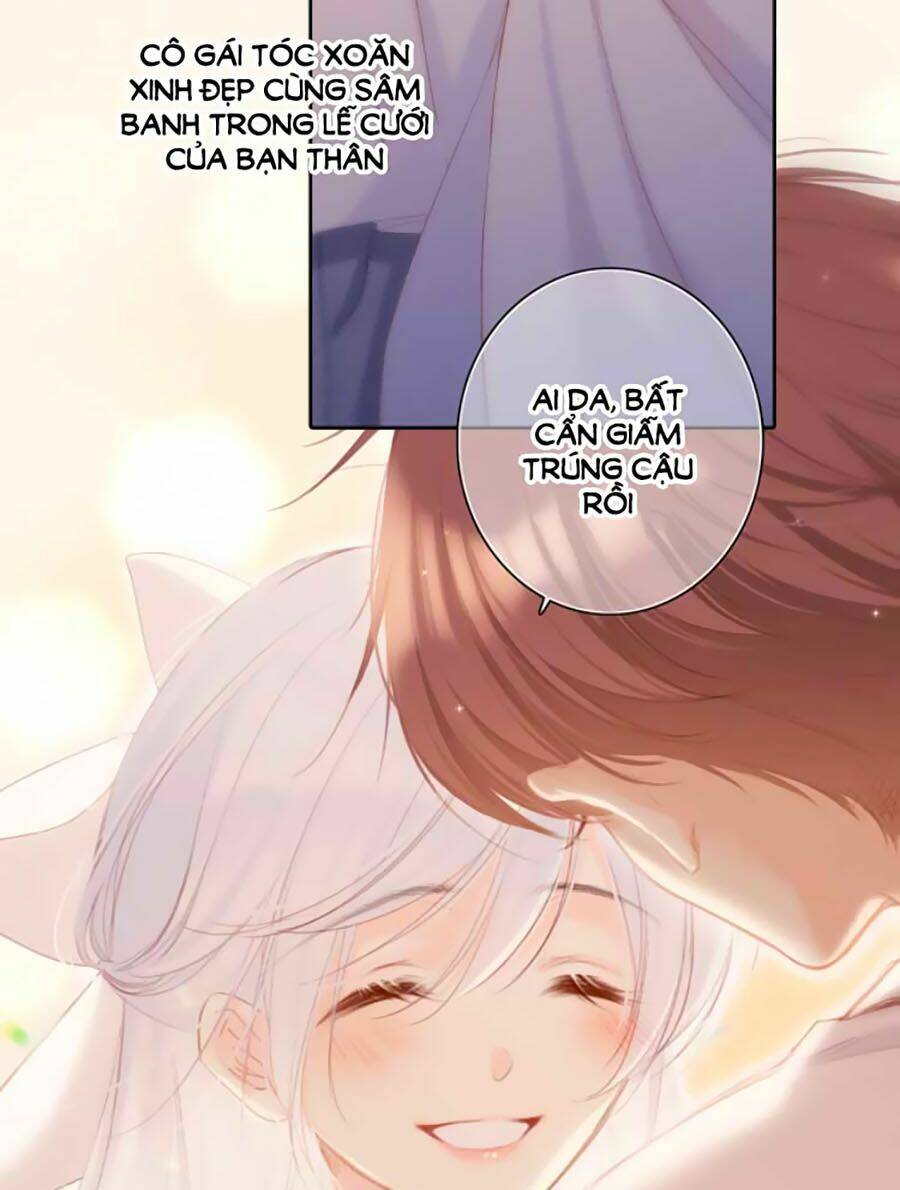 CÔ GÁI TÓC XOĂN
XINH ĐẸP CÙNG SÂM
BANH TRONG LỄ CƯỚI
CỦA BẠN THÂN
AI DA, BẤT
CẨN GIẤM
TRÚNG CẬU
RỒI